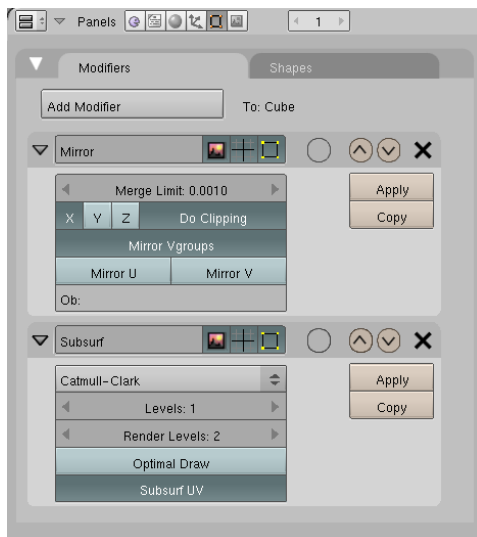 Panels 1
Modifiers Shapes
Add Modifier To: Cube
Mirror
Merge Limit: 0.0010 Apply
X Y Z Do Clipping Copy
Mirror Vgroups
Mirror U Mirror V
Ob:
Subsurf
Catmull-Clark Apply
Levels: 1 Copy
Render Levels: 2
Optimal Draw
Subsurf UV